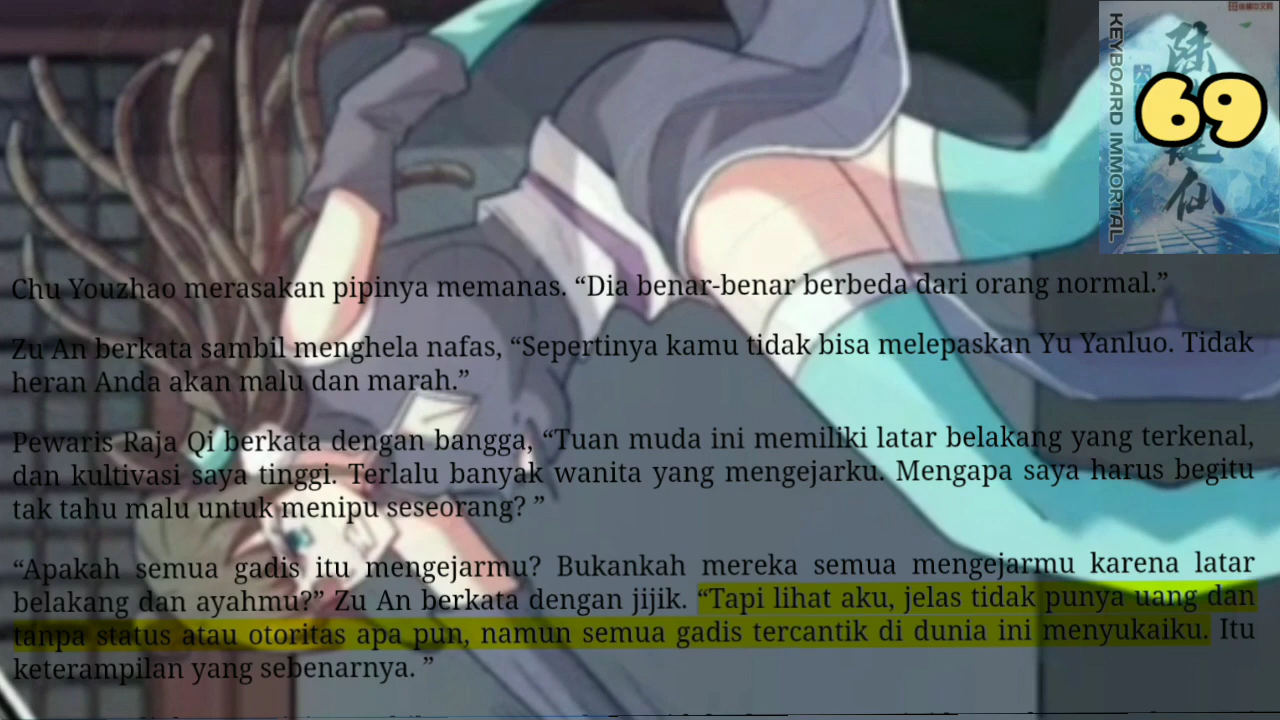 KEYBOARD IMMORTAL
69
Chu Youzhao merasakan pipinya memanas. “Dia benar-benar berbeda dari orang normal.”
Zu An berkata sambil menghela nafas, “Sepertinya kamu tidak bisa melepaskan Yu Yanluo. Tidak
heran Anda akan malu dan marah.”
Pewaris Raja Qi berkata dengan bangga, “Tuan muda ini memiliki latar belakang yang terkenal,
dan kultivasi saya tinggi. Terlalu banyak wanita yang mengejarku. Mengapa saya harus begitu
tak tahu malu untuk menipu seseorang? ”
“Apakah semua gadis itu mengejarmu? Bukankah mereka semua mengejarmu karena latar
belakang dan ayahmu?” Zu An berkata dengan jijik. “Tapi lihat aku, jelas tidak punya uang dan
tanpa status atau otoritas apa pun, namun semua gadis tercantik di dunia ini menyukaiku. Itu
keterampilan yang sebenarnya. ”